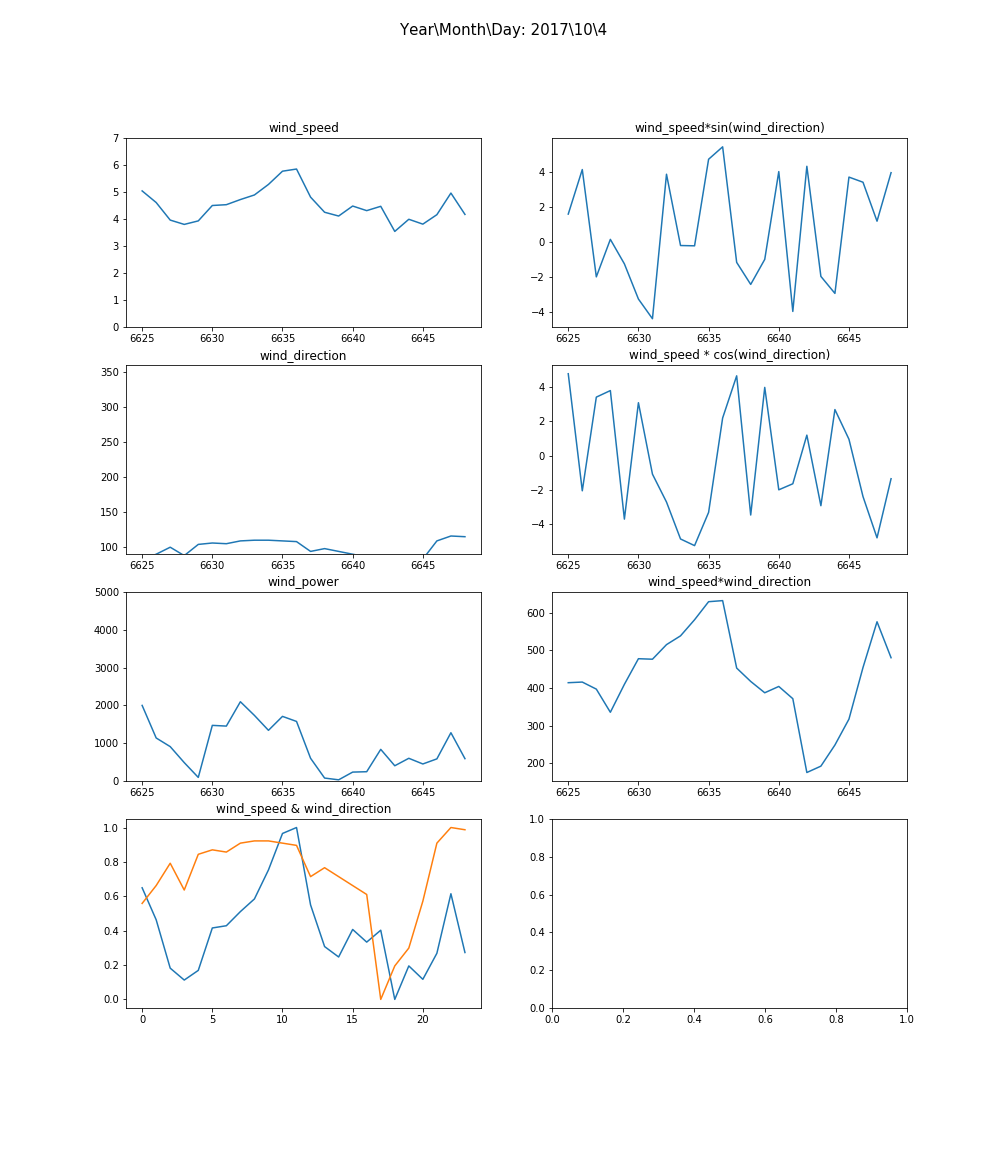 Year\Month\Day: 2017\10\4
wind_speed
7
6
5
4
3
2
1
0
6625 6630 6635 6640 6645
wind_speed*sin(wind_direction)
4
2
0
−2
−4
6625 6630 6635 6640 6645
wind_direction
350
300
250
200
150
100
6625 6630 6635 6640 6645
wind_speed * cos(wind_direction)
4
2
0
−2
−4
6625 6630 6635 6640 6645
wind_power
5000
4000
3000
2000
1000
0
6625 6630 6635 6640 6645
wind_speed*wind_direction
600
500
400
300
200
6625 6630 6635 6640 6645
wind_speed & wind_direction
1.0
0.8
0.6
0.4
0.2
0.0
0 5 10 15 20
1.0
0.8
0.6
0.4
0.2
0.0
0.0 0.2 0.4 0.6 0.8 1.0